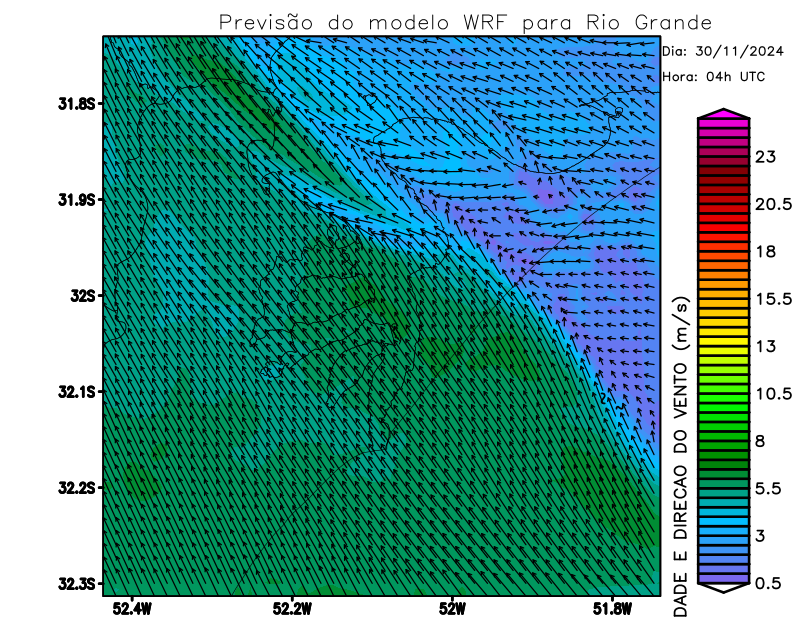 Previsão do modelo WRF para Rio Grande
Dia: 30/11/2024
Hora: 04h UTC
31.8S
31.9S
32S
32.1S
32.2S
32.3S
52.4W
52.2W
52W
51.8W
23
20.5
18
15.5
13
10.5
8
5.5
3
0.5
DADE E DIRECAO DO VENTO (m/s)